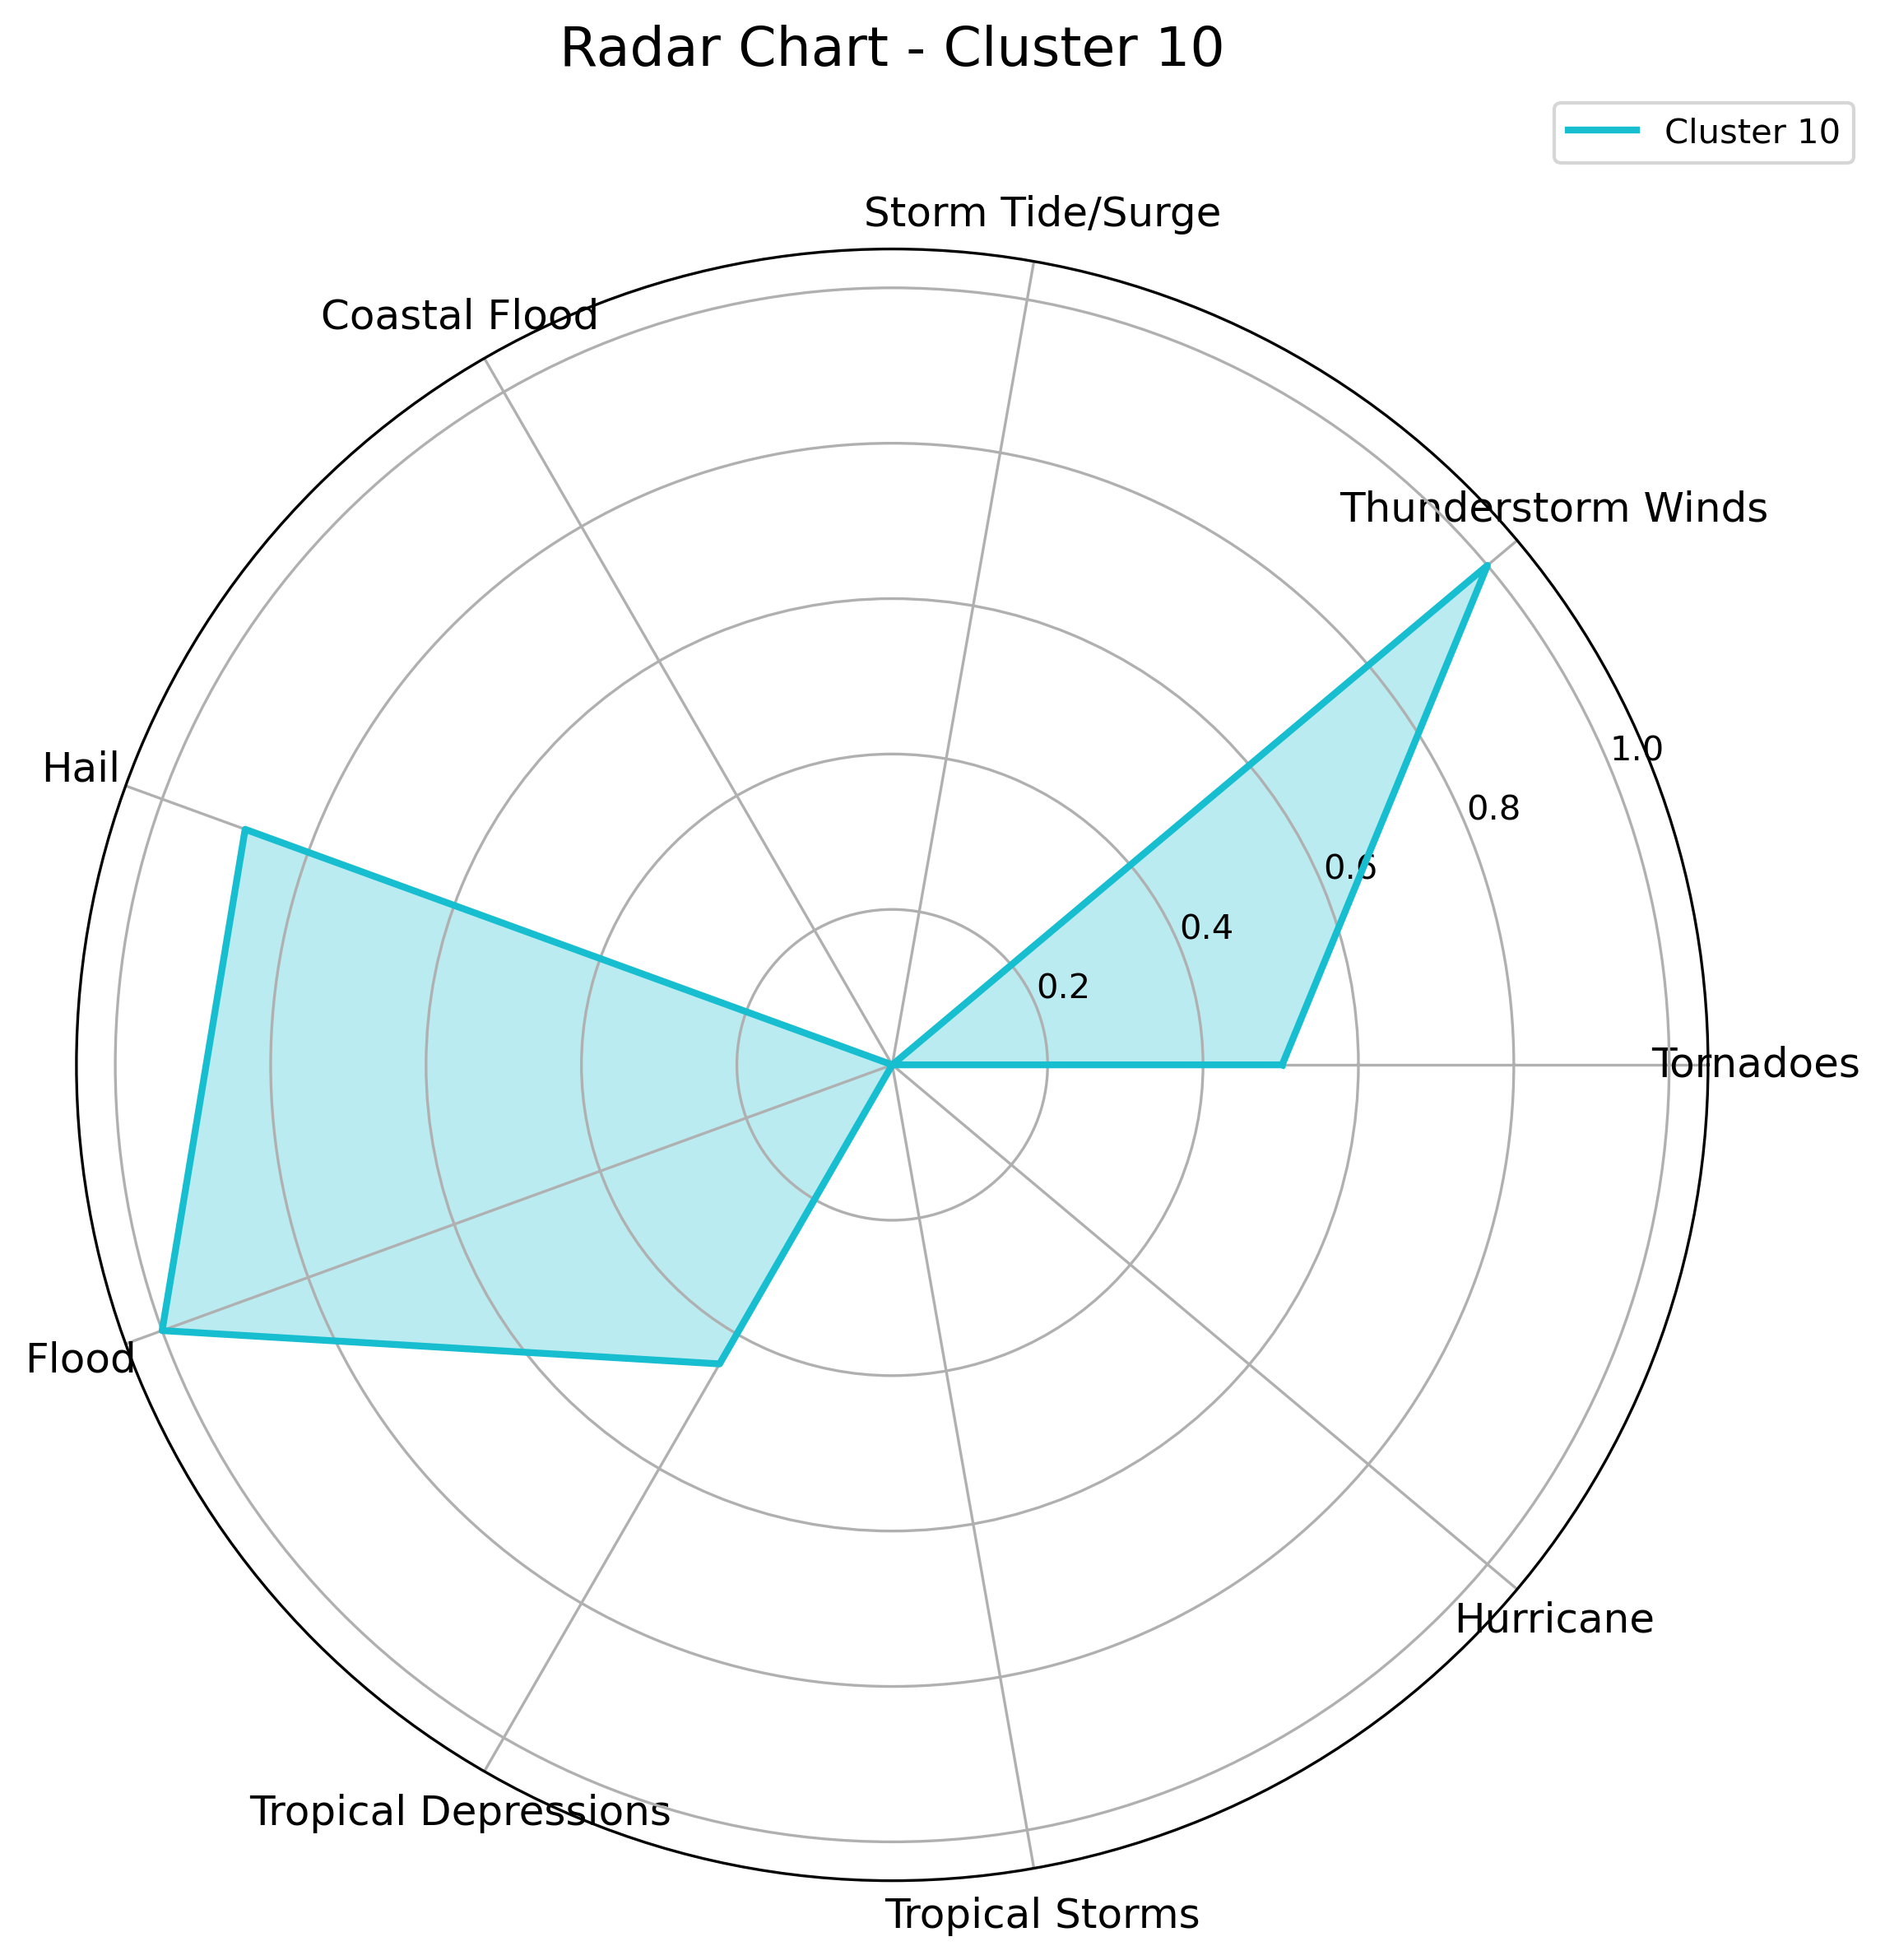 Radar Chart - Cluster 10
Cluster 10
Storm Tide/Surge
Coastal Flood
Thunderstorm Winds
Hail
1.0
0.8
0.6
0.4
0.2
Tornadoes
Flood
Hurricane
Tropical Depressions
Tropical Storms